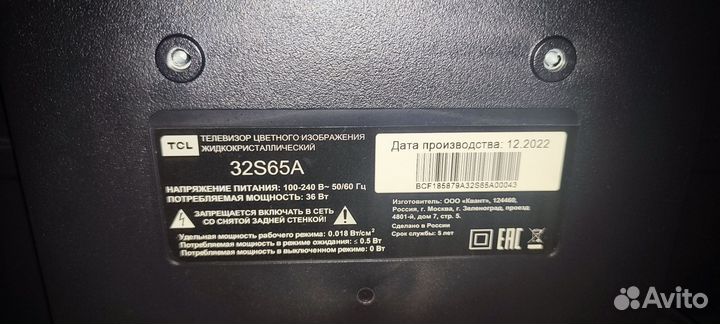 TCL
ТЕЛЕВИЗОР ЦВЕТНОГО ИЗОБРАЖЕНИЯ
ЖИДКОКРИСТАЛЛИЧЕСКИЙ
32S65A
НАПРЯЖЕНИЕ ПИТАНИЯ: 100-240 В~ 50/60 Гц
ПОТРЕБЛЯЕМАЯ МОЩНОСТЬ: 36 Вт
ЗАПРЕЩАЕТСЯ ВКЛЮЧАТЬ В СЕТЬ
СО СНЯТОЙ ЗАДНЕЙ СТЕНКОЙ!
Удельная мощность рабочего режима: 0.018 Вт/см²
Потребляемая мощность в режиме ожидания: ≤ 0.5 Вт
Потребляемая мощность в выключенном режиме: 0 Вт
Дата производства: 12.2022
BCF185879A32S65A00043
Изготовитель: ООО «Квант», 124460,
Россия, г. Москва, г. Зеленоград, проезд
4801-й, дом 7, стр. 5.
Сделано в России
Срок службы: 5 лет
EAC
Avito